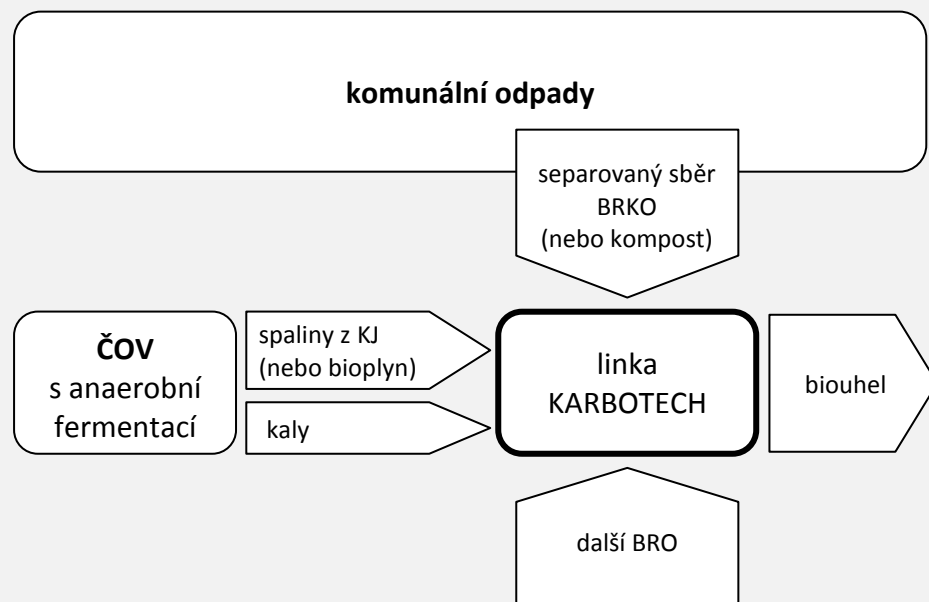 komunální odpady
separovaný sběr
BRKO
(nebo kompost)
ČOV
s anaerobní
fermentací
spaliny z KJ
(nebo bioplyn)
kaly
linka
KARBOTECH
biouhel
další BRO